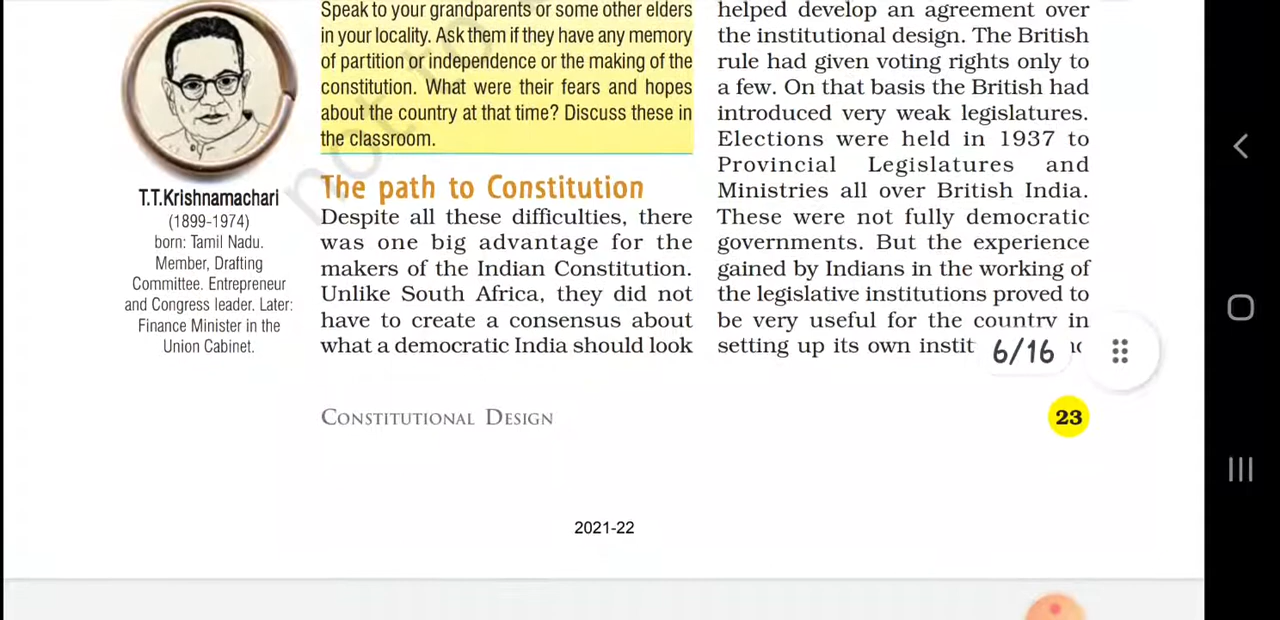 T.T.Krishnamachari
(1899-1974)
born: Tamil Nadu.
Member, Drafting
Committee. Entrepreneur
and Congress leader. Later:
Finance Minister in the
Union Cabinet.
Speak to your grandparents or some other elders
in your locality. Ask them if they have any memory
of partition or independence or the making of the
constitution. What were their fears and hopes
about the country at that time? Discuss these in
the classroom.
The path to Constitution
Despite all these difficulties, there
was one big advantage for the
makers of the Indian Constitution.
Unlike South Africa, they did not
have to create a consensus about
what a democratic India should look
helped develop an agreement over
the institutional design. The British
rule had given voting rights only to
a few. On that basis the British had
introduced very weak legislatures.
Elections were held in 1937 to
Provincial Legislatures and
Ministries all over British India.
These were not fully democratic
governments. But the experience
gained by Indians in the working of
the legislative institutions proved to
be very useful for the country in
setting up its own
6/16
CONSTITUTIONAL DESIGN
23
2021-22